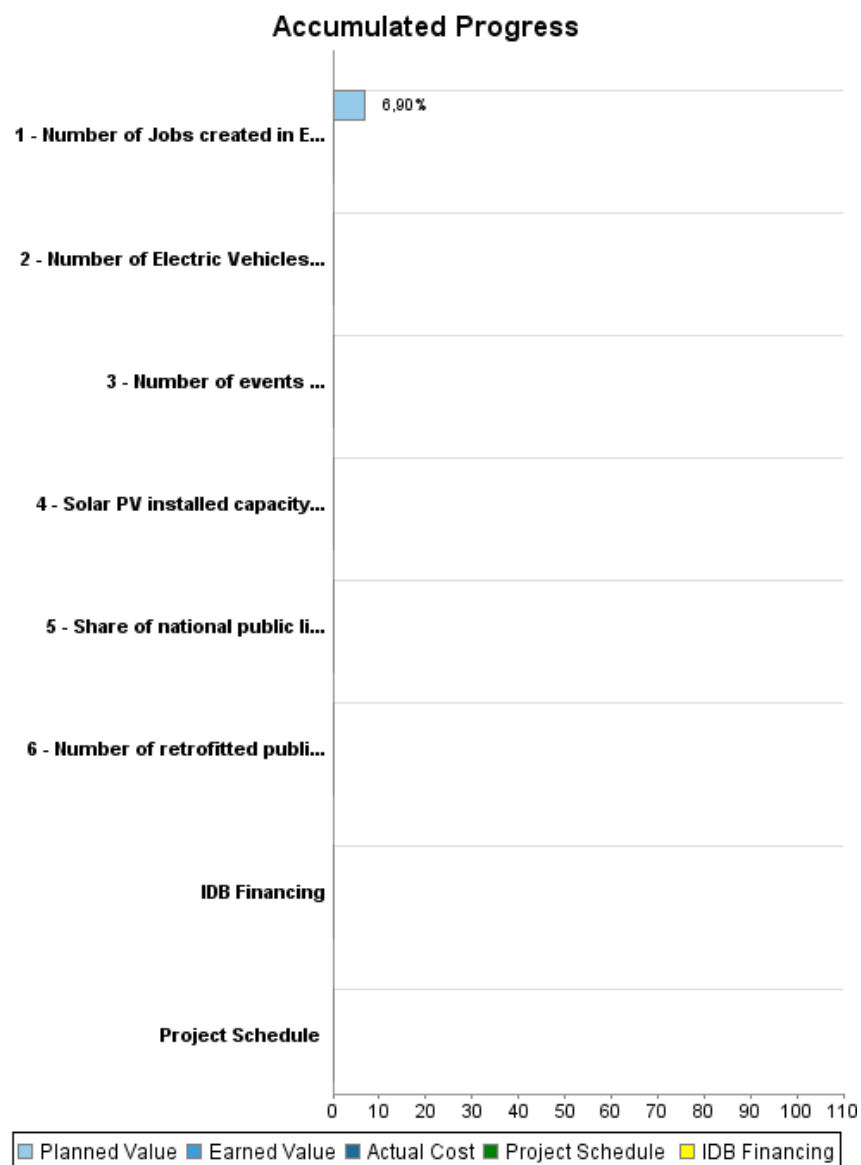 Accumulated Progress
6,90%
1 - Number of Jobs created in E...
2 - Number of Electric Vehicles...
3 - Number of events ...
4 - Solar PV installed capacity...
5 - Share of national public li...
6 - Number of retrofitted publi...
IDB Financing
Project Schedule
0 10 20 30 40 50 60 70 80 90 100 110
Planned Value Earned Value Actual Cost Project Schedule IDB Financing